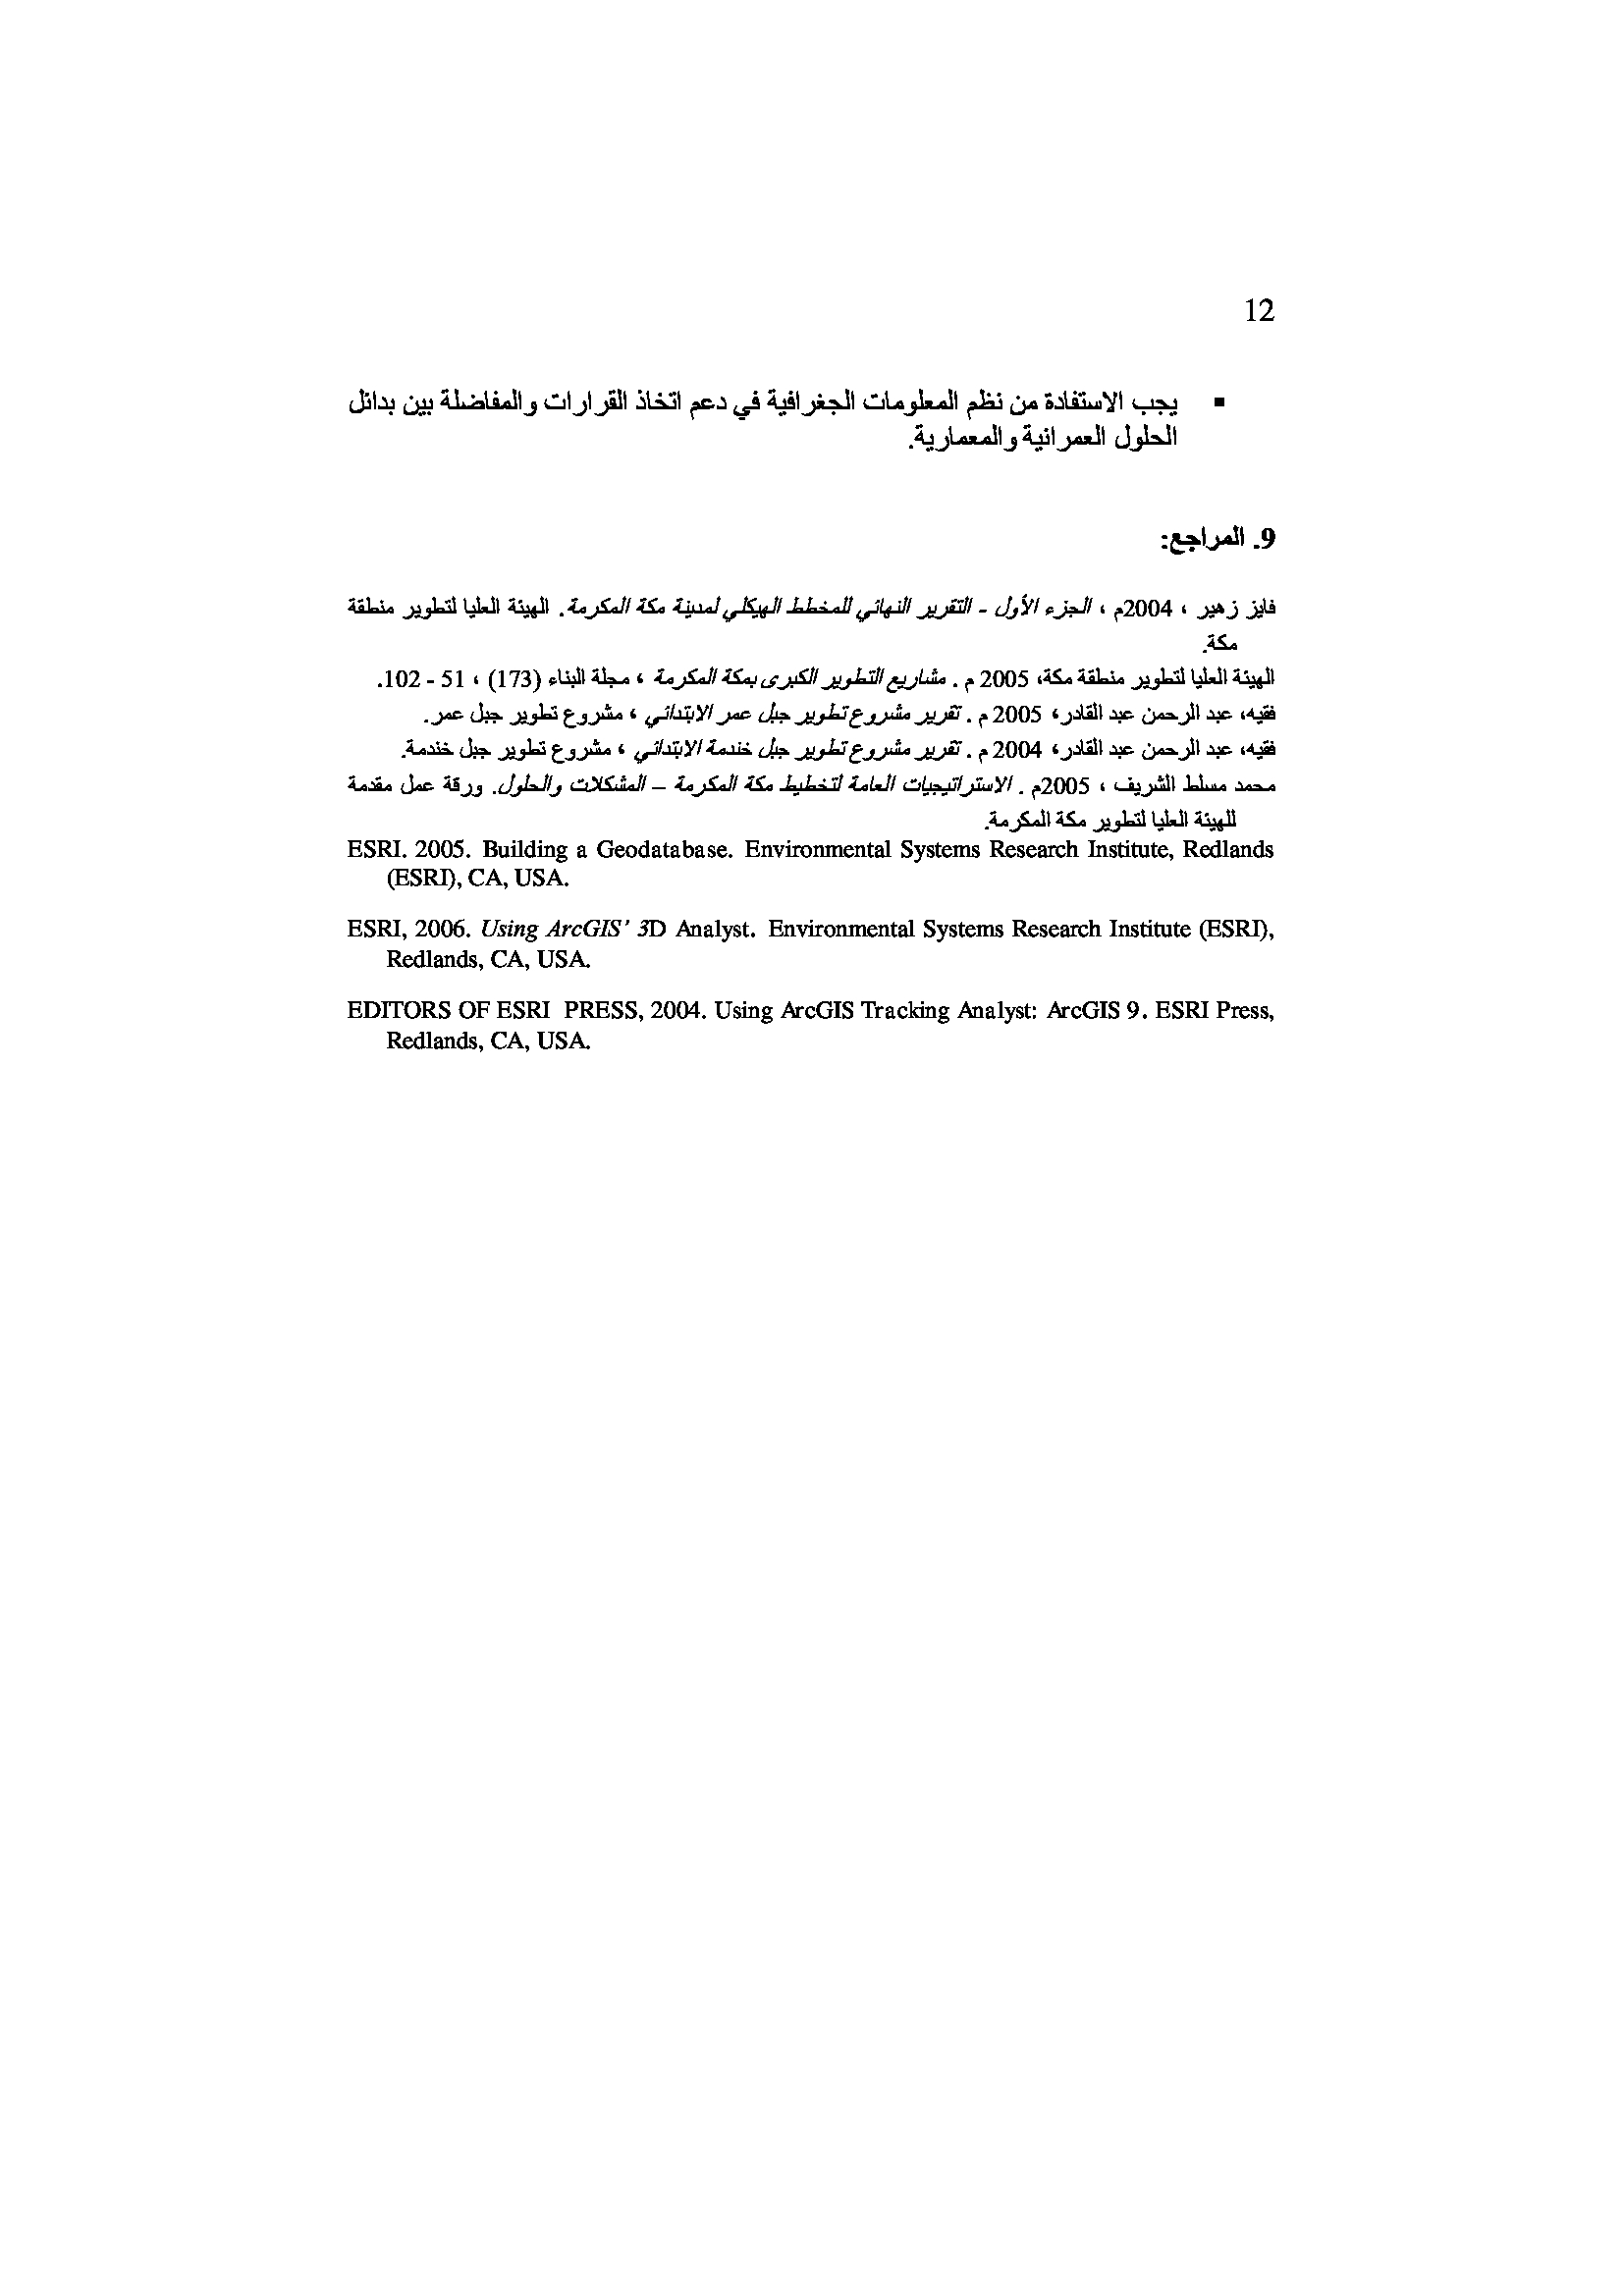 12
▪ يجب الاستفادة من نظم المعلومات الجغرافية في دعم اتخاذ القرارات والمفاضلة بين بدائل
الحلول العمرانية والمعمارية.
9. المراجع:
فايز زهير ، 2004م ، الجزء الأول - التقرير النهائي للمخطط الهيكلي لمدينة مكة المكرمة. الهيئة العليا لتطوير منطقة
مكة.
الهيئة العليا لتطوير منطقة مكة، 2005 م . مشاريع التطوير الكبرى بمكة المكرمة ، مجلة البناء (173) ، 51 - 102.
فقيه، عبد الرحمن عبد القادر، 2005 م . تقرير مشروع تطوير جبل عمر الابتدائي ، مشروع تطوير جبل عمر.
فقيه، عبد الرحمن عبد القادر، 2004 م . تقرير مشروع تطوير جبل خندمة الابتدائي ، مشروع تطوير جبل خندمة.
محمد مسلط الشريف ، 2005م . الاستراتيجيات العامة لتخطيط مكة المكرمة – المشكلات والحلول. ورقة عمل مقدمة
للهيئة العليا لتطوير مكة المكرمة.
ESRI. 2005. Building a Geodatabase. Environmental Systems Research Institute, Redlands
(ESRI), CA, USA.
ESRI, 2006. Using ArcGIS’ 3D Analyst. Environmental Systems Research Institute (ESRI),
Redlands, CA, USA.
EDITORS OF ESRI PRESS, 2004. Using ArcGIS Tracking Analyst: ArcGIS 9. ESRI Press,
Redlands, CA, USA.